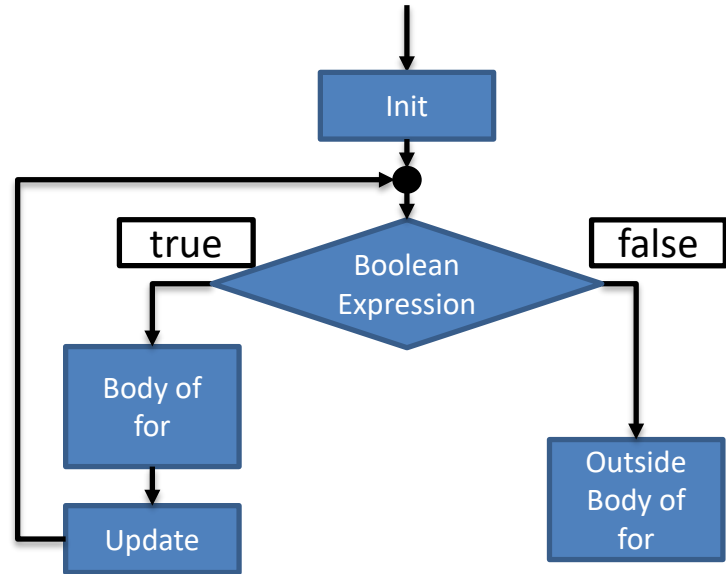 Init
true
false
Boolean
Expression
Body of
for
Outside
Body of
for
Update